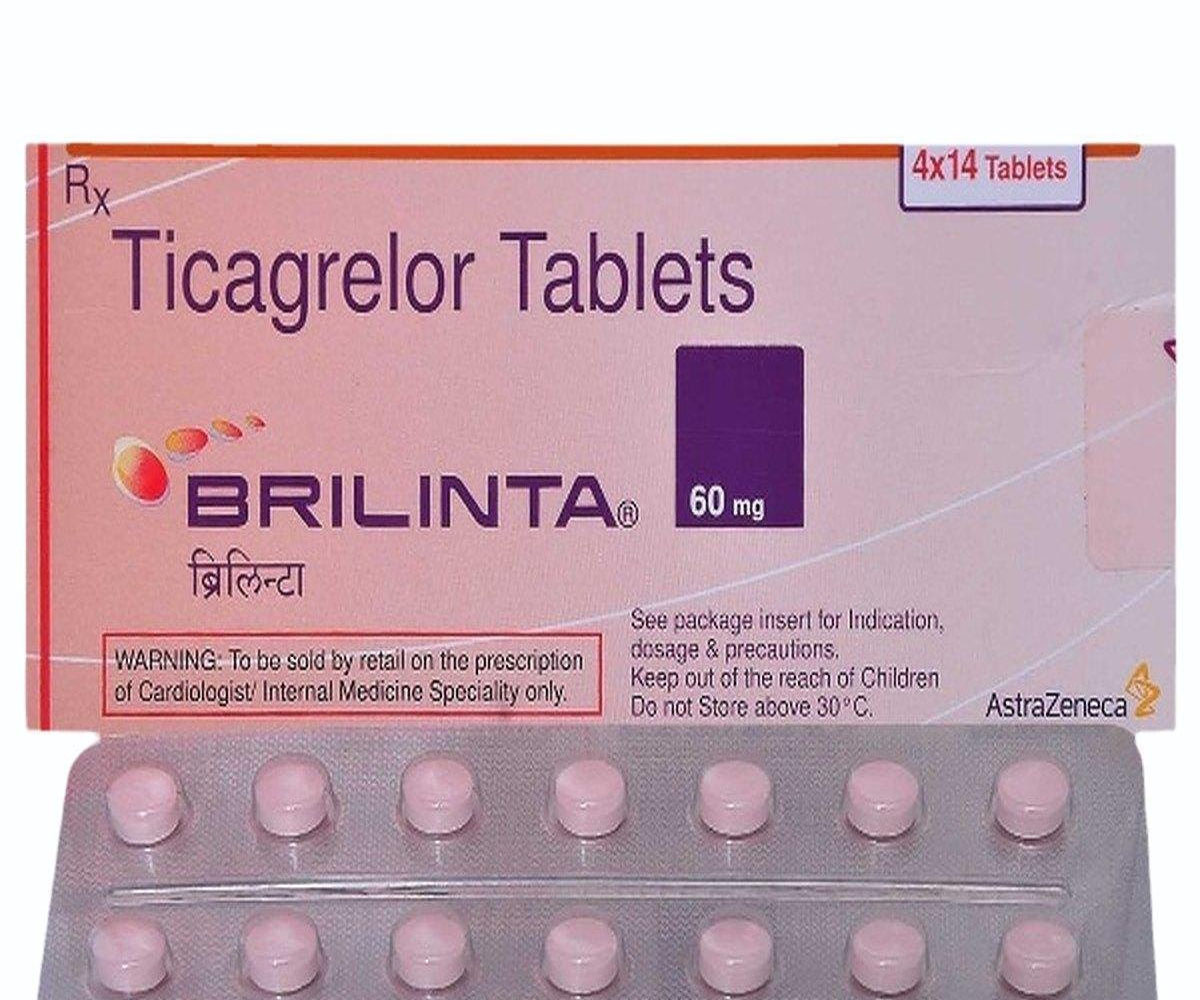 Rx
4x14 Tablets
Ticagrelor Tablets
BRILINTA®
60 mg
ब्रिलिन्टा
WARNING: To be sold by retail on the prescription
of Cardiologist/ Internal Medicine Speciality only.
See package insert for Indication,
dosage & precautions.
Keep out of the reach of Children
Do not Store above 30°C.
AstraZeneca